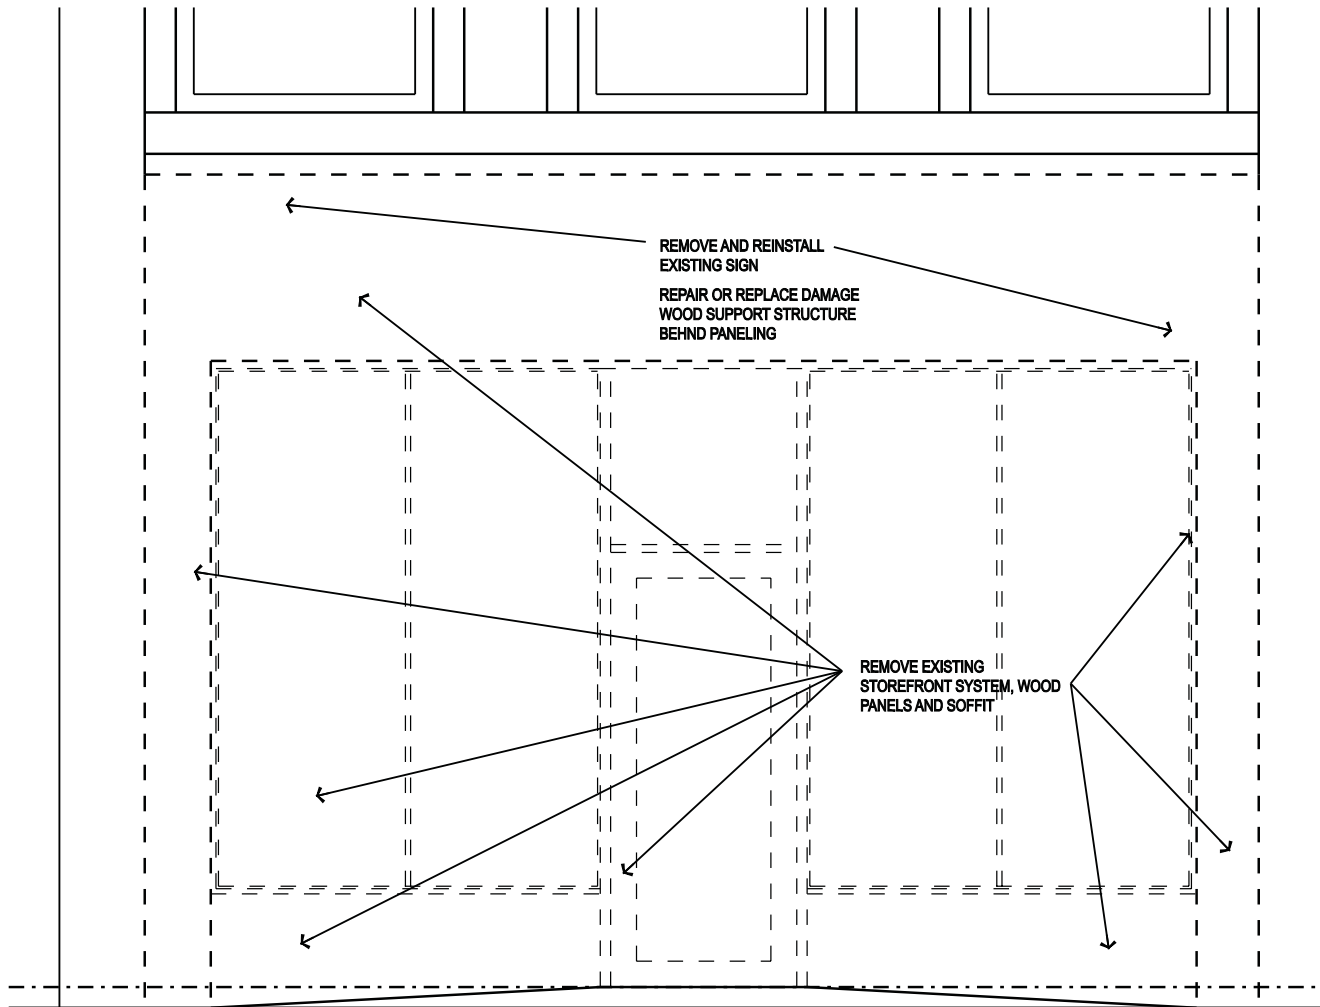 REMOVE AND REINSTALL
EXISTING SIGN
REPAIR OR REPLACE DAMAGE
WOOD SUPPORT STRUCTURE
BEHND PANELING
REMOVE EXISTING
STOREFRONT SYSTEM, WOOD
PANELS AND SOFFIT